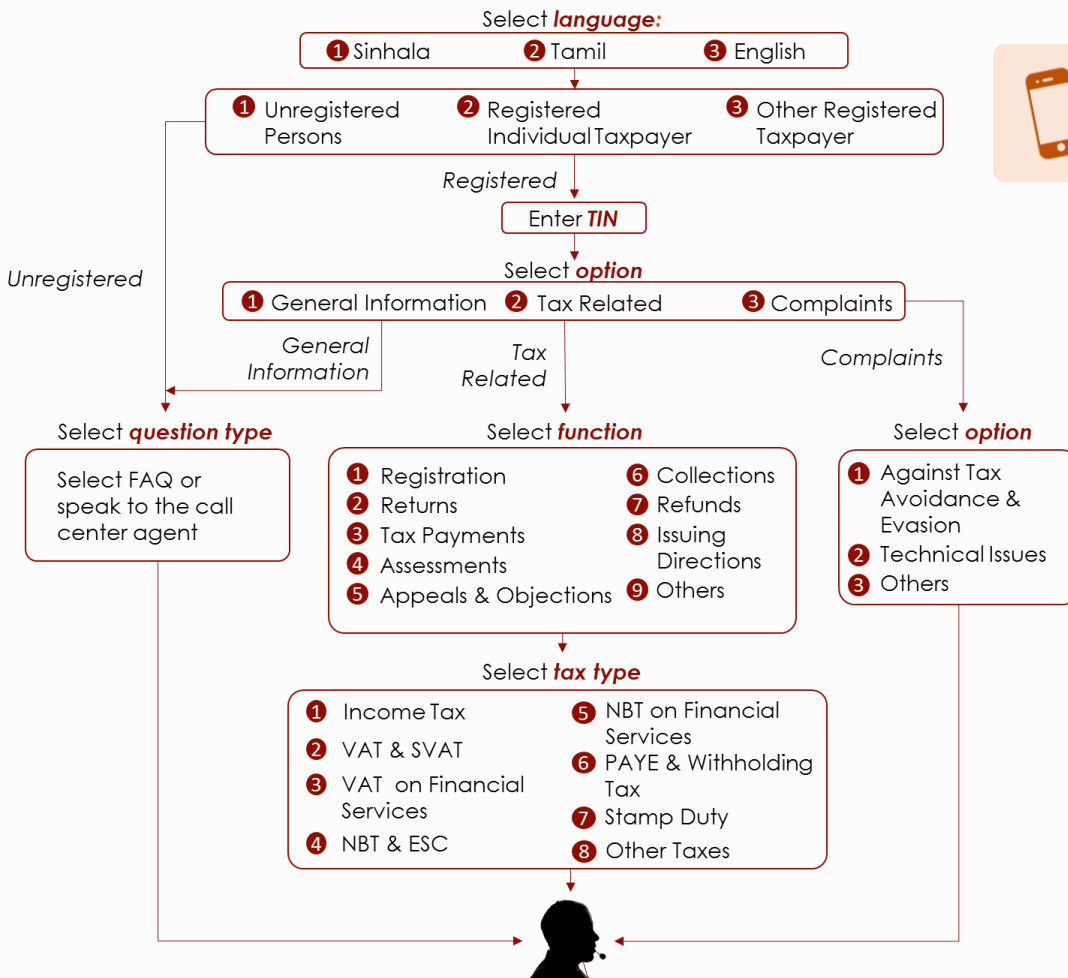 Select language:
1 Sinhala 2 Tamil 3 English
1 Unregistered
Persons
2 Registered
Individual Taxpayer
3 Other Registered
Taxpayer
Registered
Enter TIN
Unregistered
Select option
1 General Information 2 Tax Related 3 Complaints
General
Information
Tax
Related
Complaints
Select question type
Select FAQ or
speak to the call
center agent
Select function
1 Registration
2 Returns
3 Tax Payments
4 Assessments
5 Appeals & Objections
6 Collections
7 Refunds
8 Issuing
Directions
9 Others
Select option
1 Against Tax
Avoidance &
Evasion
2 Technical Issues
3 Others
Select tax type
1 Income Tax
2 VAT & SVAT
3 VAT on Financial
Services
4 NBT & ESC
5 NBT on Financial
Services
6 PAYE & Withholding
Tax
7 Stamp Duty
8 Other Taxes